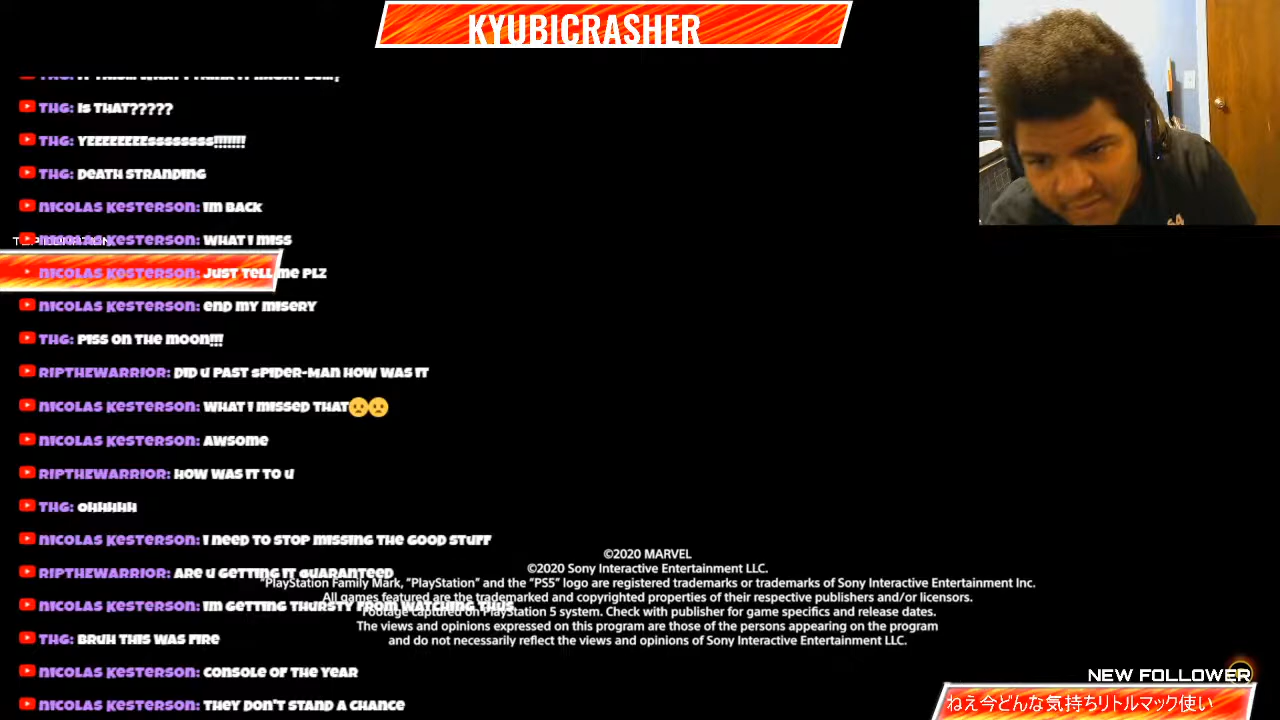 KYUBICRASHER
THG: IS THAT?????
THG: YEEEEEEESSSSSSSS!!!!!!!
THG: DEATH STRANDING
NICOLAS KESTERSON: IM BACK
NICOLAS KESTERSON: WHAT I MISS
NICOLAS KESTERSON: JUST TELL ME PLZ
NICOLAS KESTERSON: END MY MISERY
THG: PISS ON THE MOON!!!
RIPTHEWARRIOR: DID U PAST SPIDER-MAN HOW WAS IT
NICOLAS KESTERSON: WHAT I MISSED THAT😟😟
NICOLAS KESTERSON: AWSOME
RIPTHEWARRIOR: HOW WAS IT TO U
THG: OHHHHH
NICOLAS KESTERSON: I NEED TO STOP MISSING THE GOOD STUFF
RIPTHEWARRIOR: ARE U GETTING IT GUARANTEED
NICOLAS KESTERSON: IM GETTING THURSTY FROM WATCHING THUS
THG: BRUH THIS WAS FIRE
NICOLAS KESTERSON: CONSOLE OF THE YEAR
NICOLAS KESTERSON: THEY DON'T STAND A CHANCE
©2020 MARVEL
©2020 Sony Interactive Entertainment LLC.
"PlayStation Family Mark, "PlayStation" and the "PS5" logo are registered trademarks or trademarks of Sony Interactive Entertainment Inc.
All games featured are the trademarked and copyrighted properties of their respective publishers and/or licensors.
Footage captured on PlayStation 5 system. Check with publisher for game specifics and release dates.
The views and opinions expressed on this program are those of the persons appearing on the program
and do not necessarily reflect the views and opinions of Sony Interactive Entertainment LLC.
NEW FOLLOWER
ねえ今どんな気持ちリトルマック使い